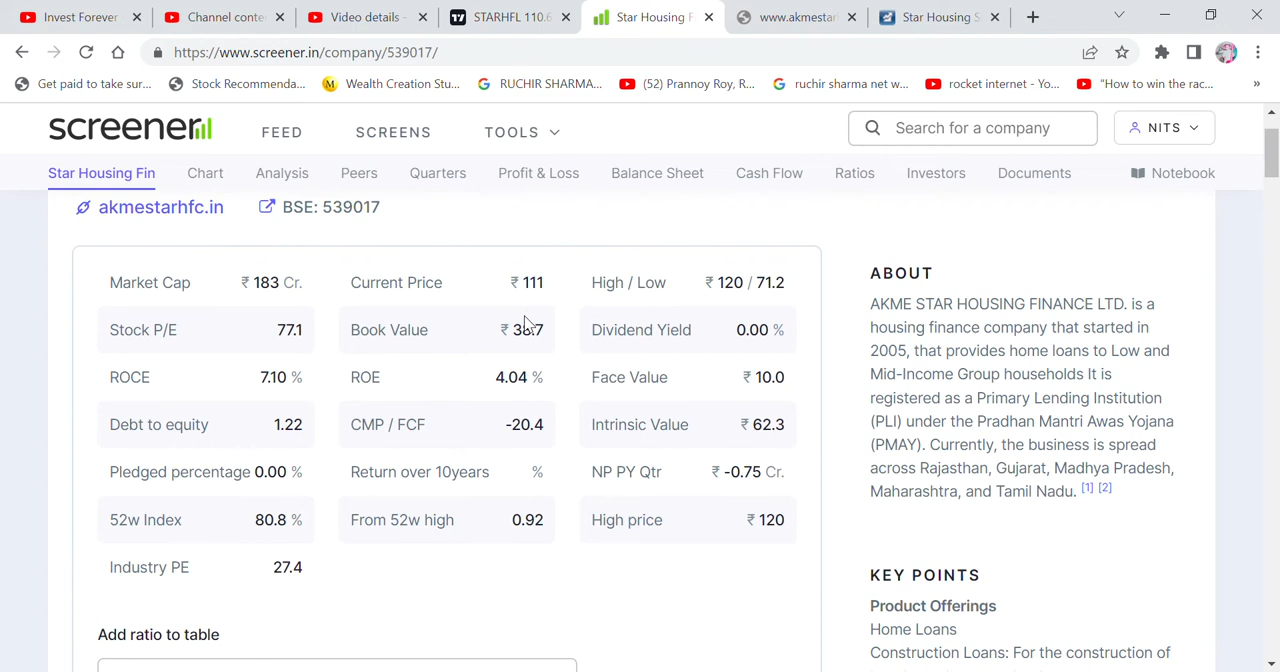 Invest Forever
Channel conte
Video details -
STARHFL 110.6
Star Housing F
www.akmestar
Star Housing S
https://www.screener.in/company/539017/
Get paid to take sur...
Stock Recommenda...
Wealth Creation Stu...
RUCHIR SHARMA...
(52) Prannoy Roy, R...
ruchir sharma net w...
rocket internet - Yo...
"How to win the rac...
screener
FEED
SCREENS
TOOLS
Search for a company
NITS
Star Housing Fin
Chart
Analysis
Peers
Quarters
Profit & Loss
Balance Sheet
Cash Flow
Ratios
Investors
Documents
Notebook
akmestarhfc.in
BSE: 539017
Market Cap ₹ 183 Cr.
Current Price ₹ 111
High / Low ₹ 120 / 71.2
Stock P/E 77.1
Book Value ₹
Dividend Yield 0.00 %
ROCE 7.10 %
ROE 4.04 %
Face Value ₹ 10.0
Debt to equity 1.22
CMP / FCF -20.4
Intrinsic Value ₹ 62.3
Pledged percentage 0.00 %
Return over 10years %
NP PY Qtr ₹ -0.75 Cr.
52w Index 80.8 %
From 52w high 0.92
High price ₹ 120
Industry PE 27.4
Add ratio to table
ABOUT
AKME STAR HOUSING FINANCE LTD. is a
housing finance company that started in
2005, that provides home loans to Low and
Mid-Income Group households It is
registered as a Primary Lending Institution
(PLI) under the Pradhan Mantri Awas Yojana
(PMAY). Currently, the business is spread
across Rajasthan, Gujarat, Madhya Pradesh,
Maharashtra, and Tamil Nadu. [1] [2]
KEY POINTS
Product Offerings
Home Loans
Construction Loans: For the construction of